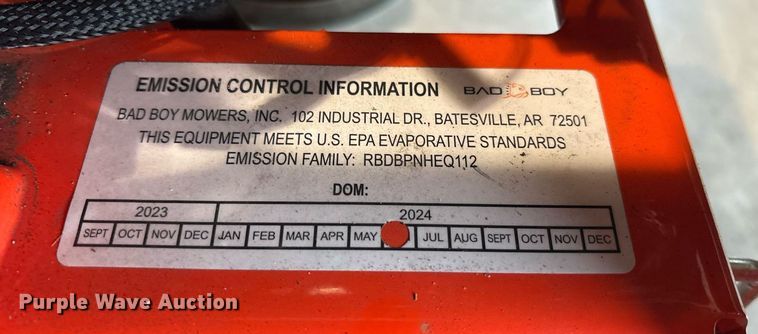 EMISSION CONTROL INFORMATION BAD BOY
BAD BOY MOWERS, INC. 102 INDUSTRIAL DR., BATESVILLE, AR 72501
THIS EQUIPMENT MEETS U.S. EPA EVAPORATIVE STANDARDS
EMISSION FAMILY: RBDBPNHEQ112
DOM:
2023 2024
SEPT OCT NOV DEC JAN FEB MAR APR MAY JUL AUG SEPT OCT NOV DEC
Purple Wave Auction